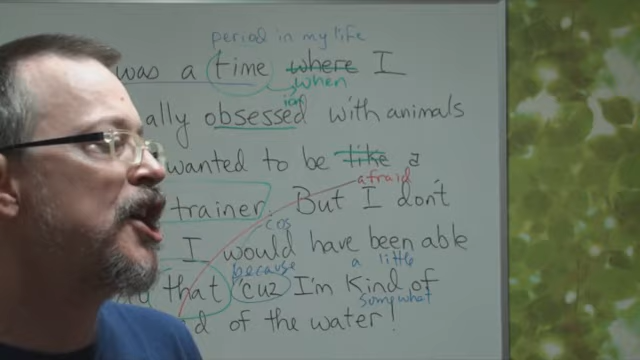 period in my life
was a time where I
when
ally obsessed with animals
wanted to be like a
afraid
trainer. But I don't
cos
I would have been able
because a little
that 'cuz I'm kind of
somewhat
d of the water!